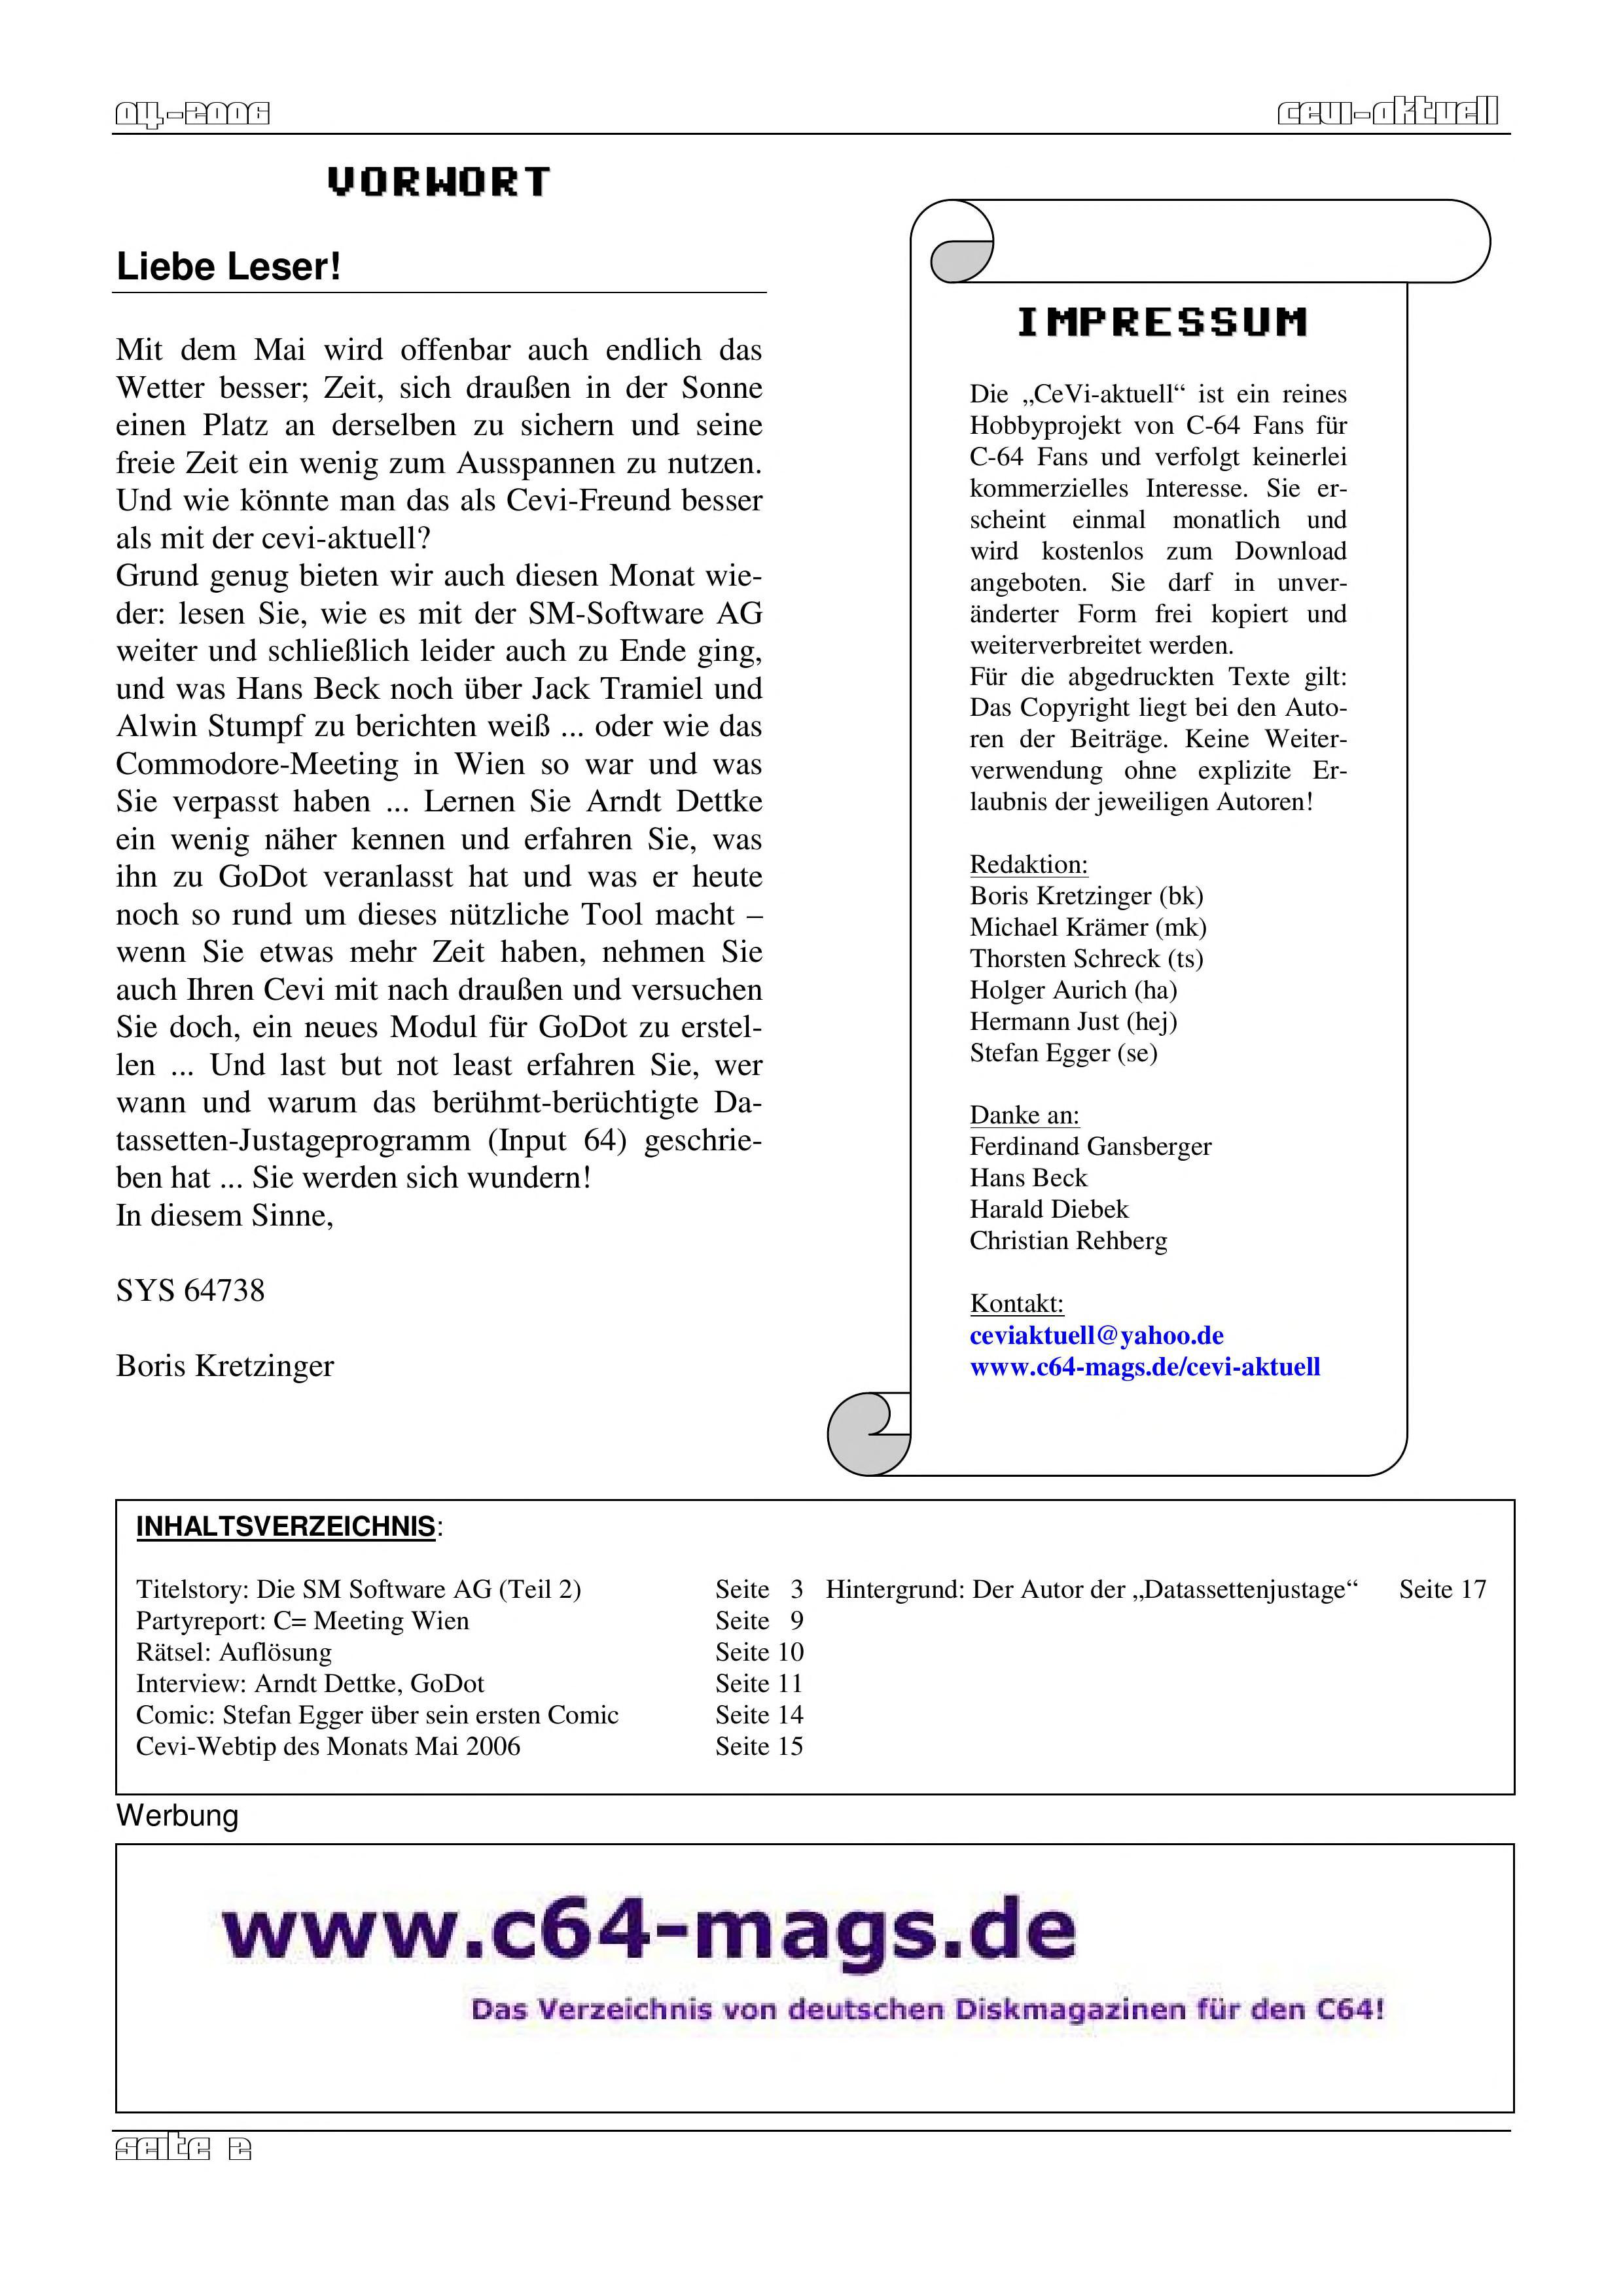 04-2006
cevi-aktuell
VORWORT
Liebe Leser!
Mit dem Mai wird offenbar auch endlich das
Wetter besser; Zeit, sich draußen in der Sonne
einen Platz an derselben zu sichern und seine
freie Zeit ein wenig zum Ausspannen zu nutzen.
Und wie könnte man das als Cevi-Freund besser
als mit der cevi-aktuell?
Grund genug bieten wir auch diesen Monat wie-
der: lesen Sie, wie es mit der SM-Software AG
weiter und schließlich leider auch zu Ende ging,
und was Hans Beck noch über Jack Tramiel und
Alwin Stumpf zu berichten weiß ... oder wie das
Commodore-Meeting in Wien so war und was
Sie verpasst haben ... Lernen Sie Arndt Dettke
ein wenig näher kennen und erfahren Sie, was
ihn zu GoDot veranlasst hat und was er heute
noch so rund um dieses nützliche Tool macht –
wenn Sie etwas mehr Zeit haben, nehmen Sie
auch Ihren Cevi mit nach draußen und versuchen
Sie doch, ein neues Modul für GoDot zu erstel-
len ... Und last but not least erfahren Sie, wer
wann und warum das berühmt-berüchtigte Da-
tassetten-Justageprogramm (Input 64) geschrie-
ben hat ... Sie werden sich wundern!
In diesem Sinne,
SYS 64738
Boris Kretzinger
IMPRESSUM
Die „CeVi-aktuell“ ist ein reines
Hobbyprojekt von C-64 Fans für
C-64 Fans und verfolgt keinerlei
kommerzielles Interesse. Sie er-
scheint einmal monatlich und
wird kostenlos zum Download
angeboten. Sie darf in unver-
änderter Form frei kopiert und
weiterverbreitet werden.
Für die abgedruckten Texte gilt:
Das Copyright liegt bei den Auto-
ren der Beiträge. Keine Weiter-
verwendung ohne explizite Er-
laubnis der jeweiligen Autoren!
Redaktion:
Boris Kretzinger (bk)
Michael Krämer (mk)
Thorsten Schreck (ts)
Holger Aurich (ha)
Hermann Just (hej)
Stefan Egger (se)
Danke an:
Ferdinand Gansberger
Hans Beck
Harald Diebek
Christian Rehberg
Kontakt:
ceviaktuell@yahoo.de
www.c64-mags.de/cevi-aktuell
INHALTSVERZEICHNIS:
Titelstory: Die SM Software AG (Teil 2) Seite 3
Partyreport: C= Meeting Wien Seite 9
Rätsel: Auflösung Seite 10
Interview: Arndt Dettke, GoDot Seite 11
Comic: Stefan Egger über sein ersten Comic Seite 14
Cevi-Webtip des Monats Mai 2006 Seite 15
Hintergrund: Der Autor der „Datassettenjustage“ Seite 17
Werbung
www.c64-mags.de
Das Verzeichnis von deutschen Diskmagazinen für den C64!
seite 2